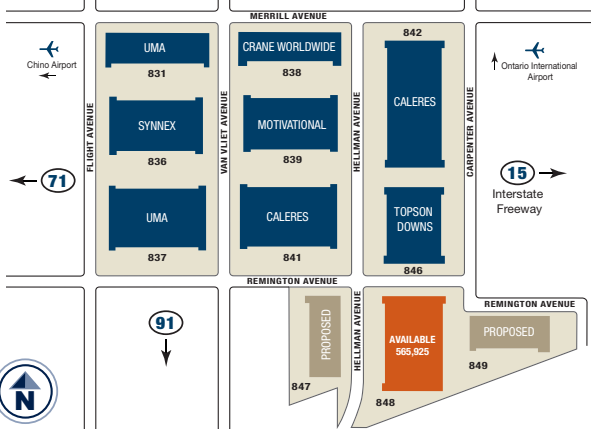 MERRILL AVENUE
Chino Airport
UMA
831
CRANE WORLDWIDE
838
842
CALERES
Ontario International
Airport
FLIGHT AVENUE
SYNNEX
836
VAN VLIET AVENUE
MOTIVATIONAL
839
HELLMAN AVENUE
CARPENTER AVENUE
71
15
Interstate
Freeway
UMA
837
CALERES
841
TOPSON
DOWNS
846
REMINGTON AVENUE
REMINGTON AVENUE
91
PROPOSED
847
HELLMAN AVENUE
AVAILABLE
565,925
848
PROPOSED
849
N